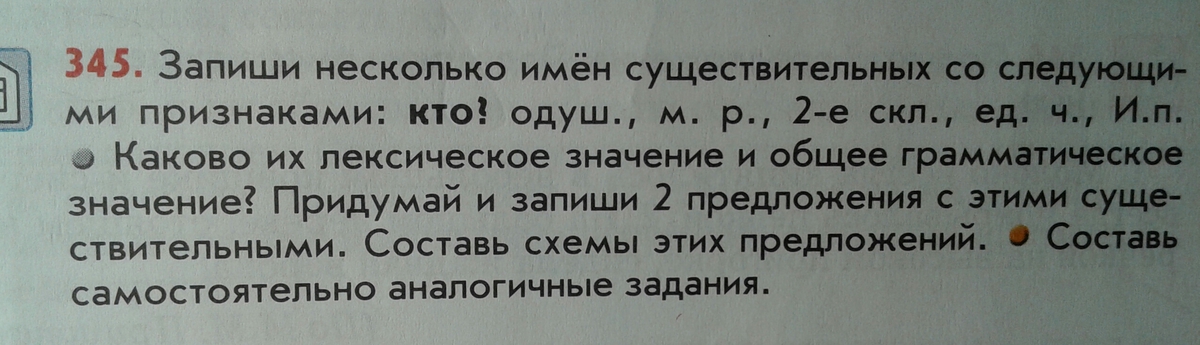 345. Запиши несколько имён существительных со следующи-
ми признаками: кто? одуш., м. р., 2-е скл., ед. ч., И.п.
Каково их лексическое значение и общее грамматическое
значение? Придумай и запиши 2 предложения с этими суще-
ствительными. Составь схемы этих предложений. Составь
самостоятельно аналогичные задания.